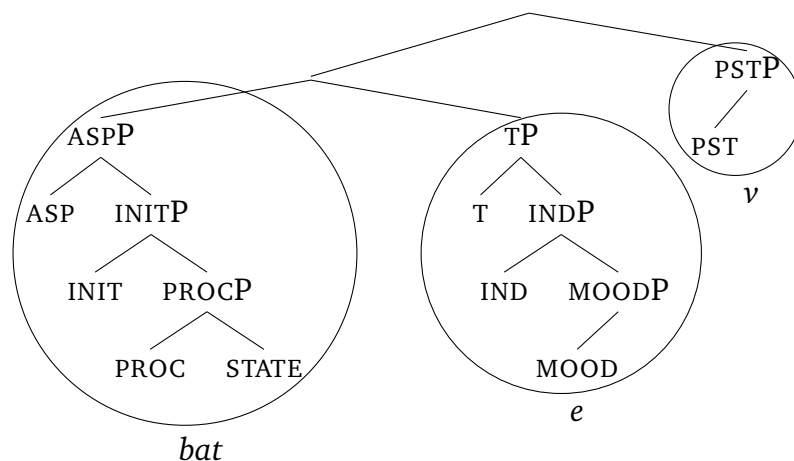 PSTP
PST
v
ASPP
TP
ASP INITP
T INDP
INIT PROCP
IND MOODP
PROC STATE
MOOD
e
bat